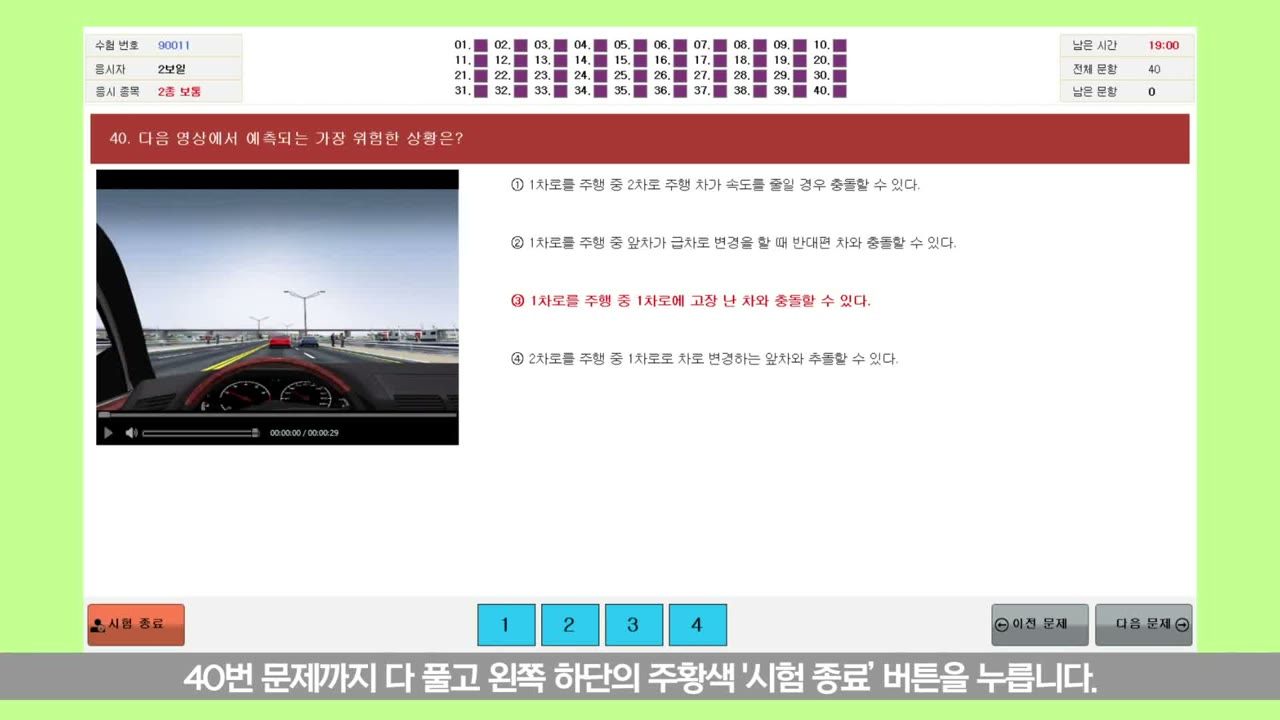 수험 번호 90011
응시자 2보일
응시 종목 2종 보통
01. 02. 03. 04. 05. 06. 07. 08. 09. 10.
11. 12. 13. 14. 15. 16. 17. 18. 19. 20.
21. 22. 23. 24. 25. 26. 27. 28. 29. 30.
31. 32. 33. 34. 35. 36. 37. 38. 39. 40.
남은 시간 19:00
전체 문항 40
남은 문항 0
40. 다음 영상에서 예측되는 가장 위험한 상황은?
① 1차로를 주행 중 2차로 주행 차가 속도를 줄일 경우 충돌할 수 있다.
② 1차로를 주행 중 앞차가 급차로 변경을 할 때 반대편 차와 충돌할 수 있다.
③ 1차로를 주행 중 1차로에 고장 난 차와 충돌할 수 있다.
④ 2차로를 주행 중 1차로로 차로 변경하는 앞차와 추돌할 수 있다.
00:00:00 / 00:00:29
시험 종료
1 2 3 4
이전 문제
다음 문제
40번 문제까지 다 풀고 왼쪽 하단의 주황색 '시험 종료' 버튼을 누릅니다.